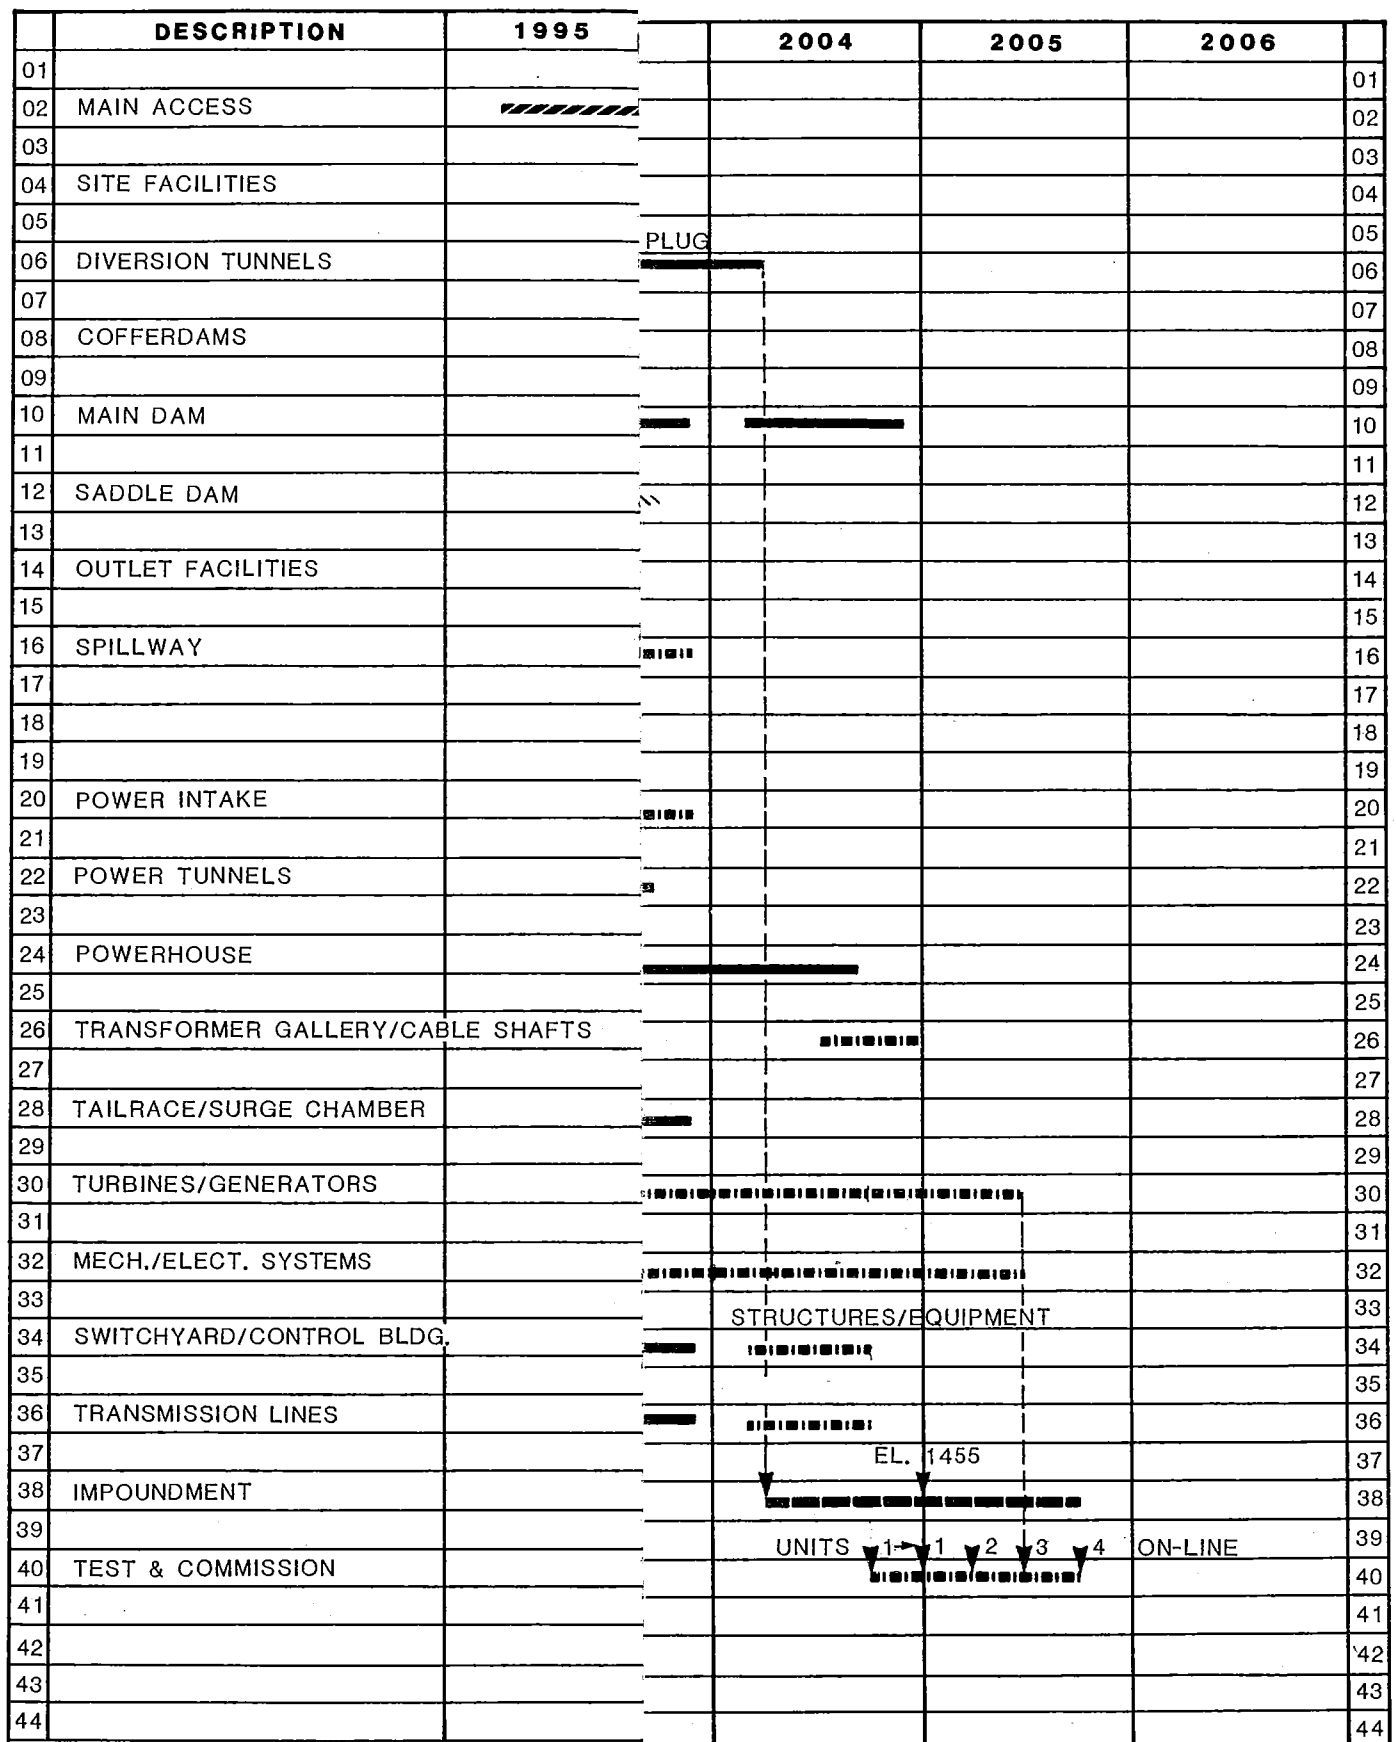 DESCRIPTION 1995 2004 2005 2006
01 01
02 MAIN ACCESS 02
03 03
04 SITE FACILITIES 04
05 05
PLUG
06 DIVERSION TUNNELS 06
07 07
08 COFFERDAMS 08
09 09
10 MAIN DAM 10
11 11
12 SADDLE DAM 12
13 13
14 OUTLET FACILITIES 14
15 15
16 SPILLWAY 16
17 17
18 18
19 19
20 POWER INTAKE 20
21 21
22 POWER TUNNELS 22
23 23
24 POWERHOUSE 24
25 25
26 TRANSFORMER GALLERY/CABLE SHAFTS 26
27 27
28 TAILRACE/SURGE CHAMBER 28
29 29
30 TURBINES/GENERATORS 30
31 31
32 MECH./ELECT. SYSTEMS 32
33 STRUCTURES/EQUIPMENT 33
34 SWITCHYARD/CONTROL BLDG. 34
35 35
36 TRANSMISSION LINES 36
37 EL. 1455 37
38 IMPOUNDMENT 38
39 UNITS 1 1 2 3 4 ON-LINE 39
40 TEST & COMMISSION 40
41 41
42 42
43 43
44 44